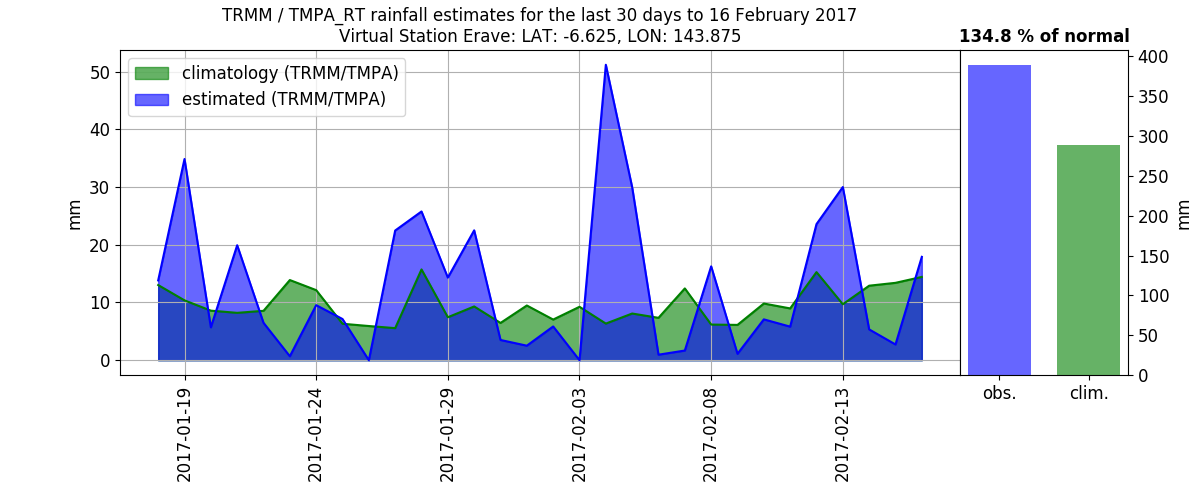 TRMM / TMPA_RT rainfall estimates for the last 30 days to 16 February 2017
Virtual Station Erave: LAT: -6.625, LON: 143.875
134.8 % of normal
climatology (TRMM/TMPA)
estimated (TRMM/TMPA)
mm
50
40
30
20
10
0
2017-01-19
2017-01-24
2017-01-29
2017-02-03
2017-02-08
2017-02-13
400
350
300
250
200
150
100
50
0
mm
obs.
clim.